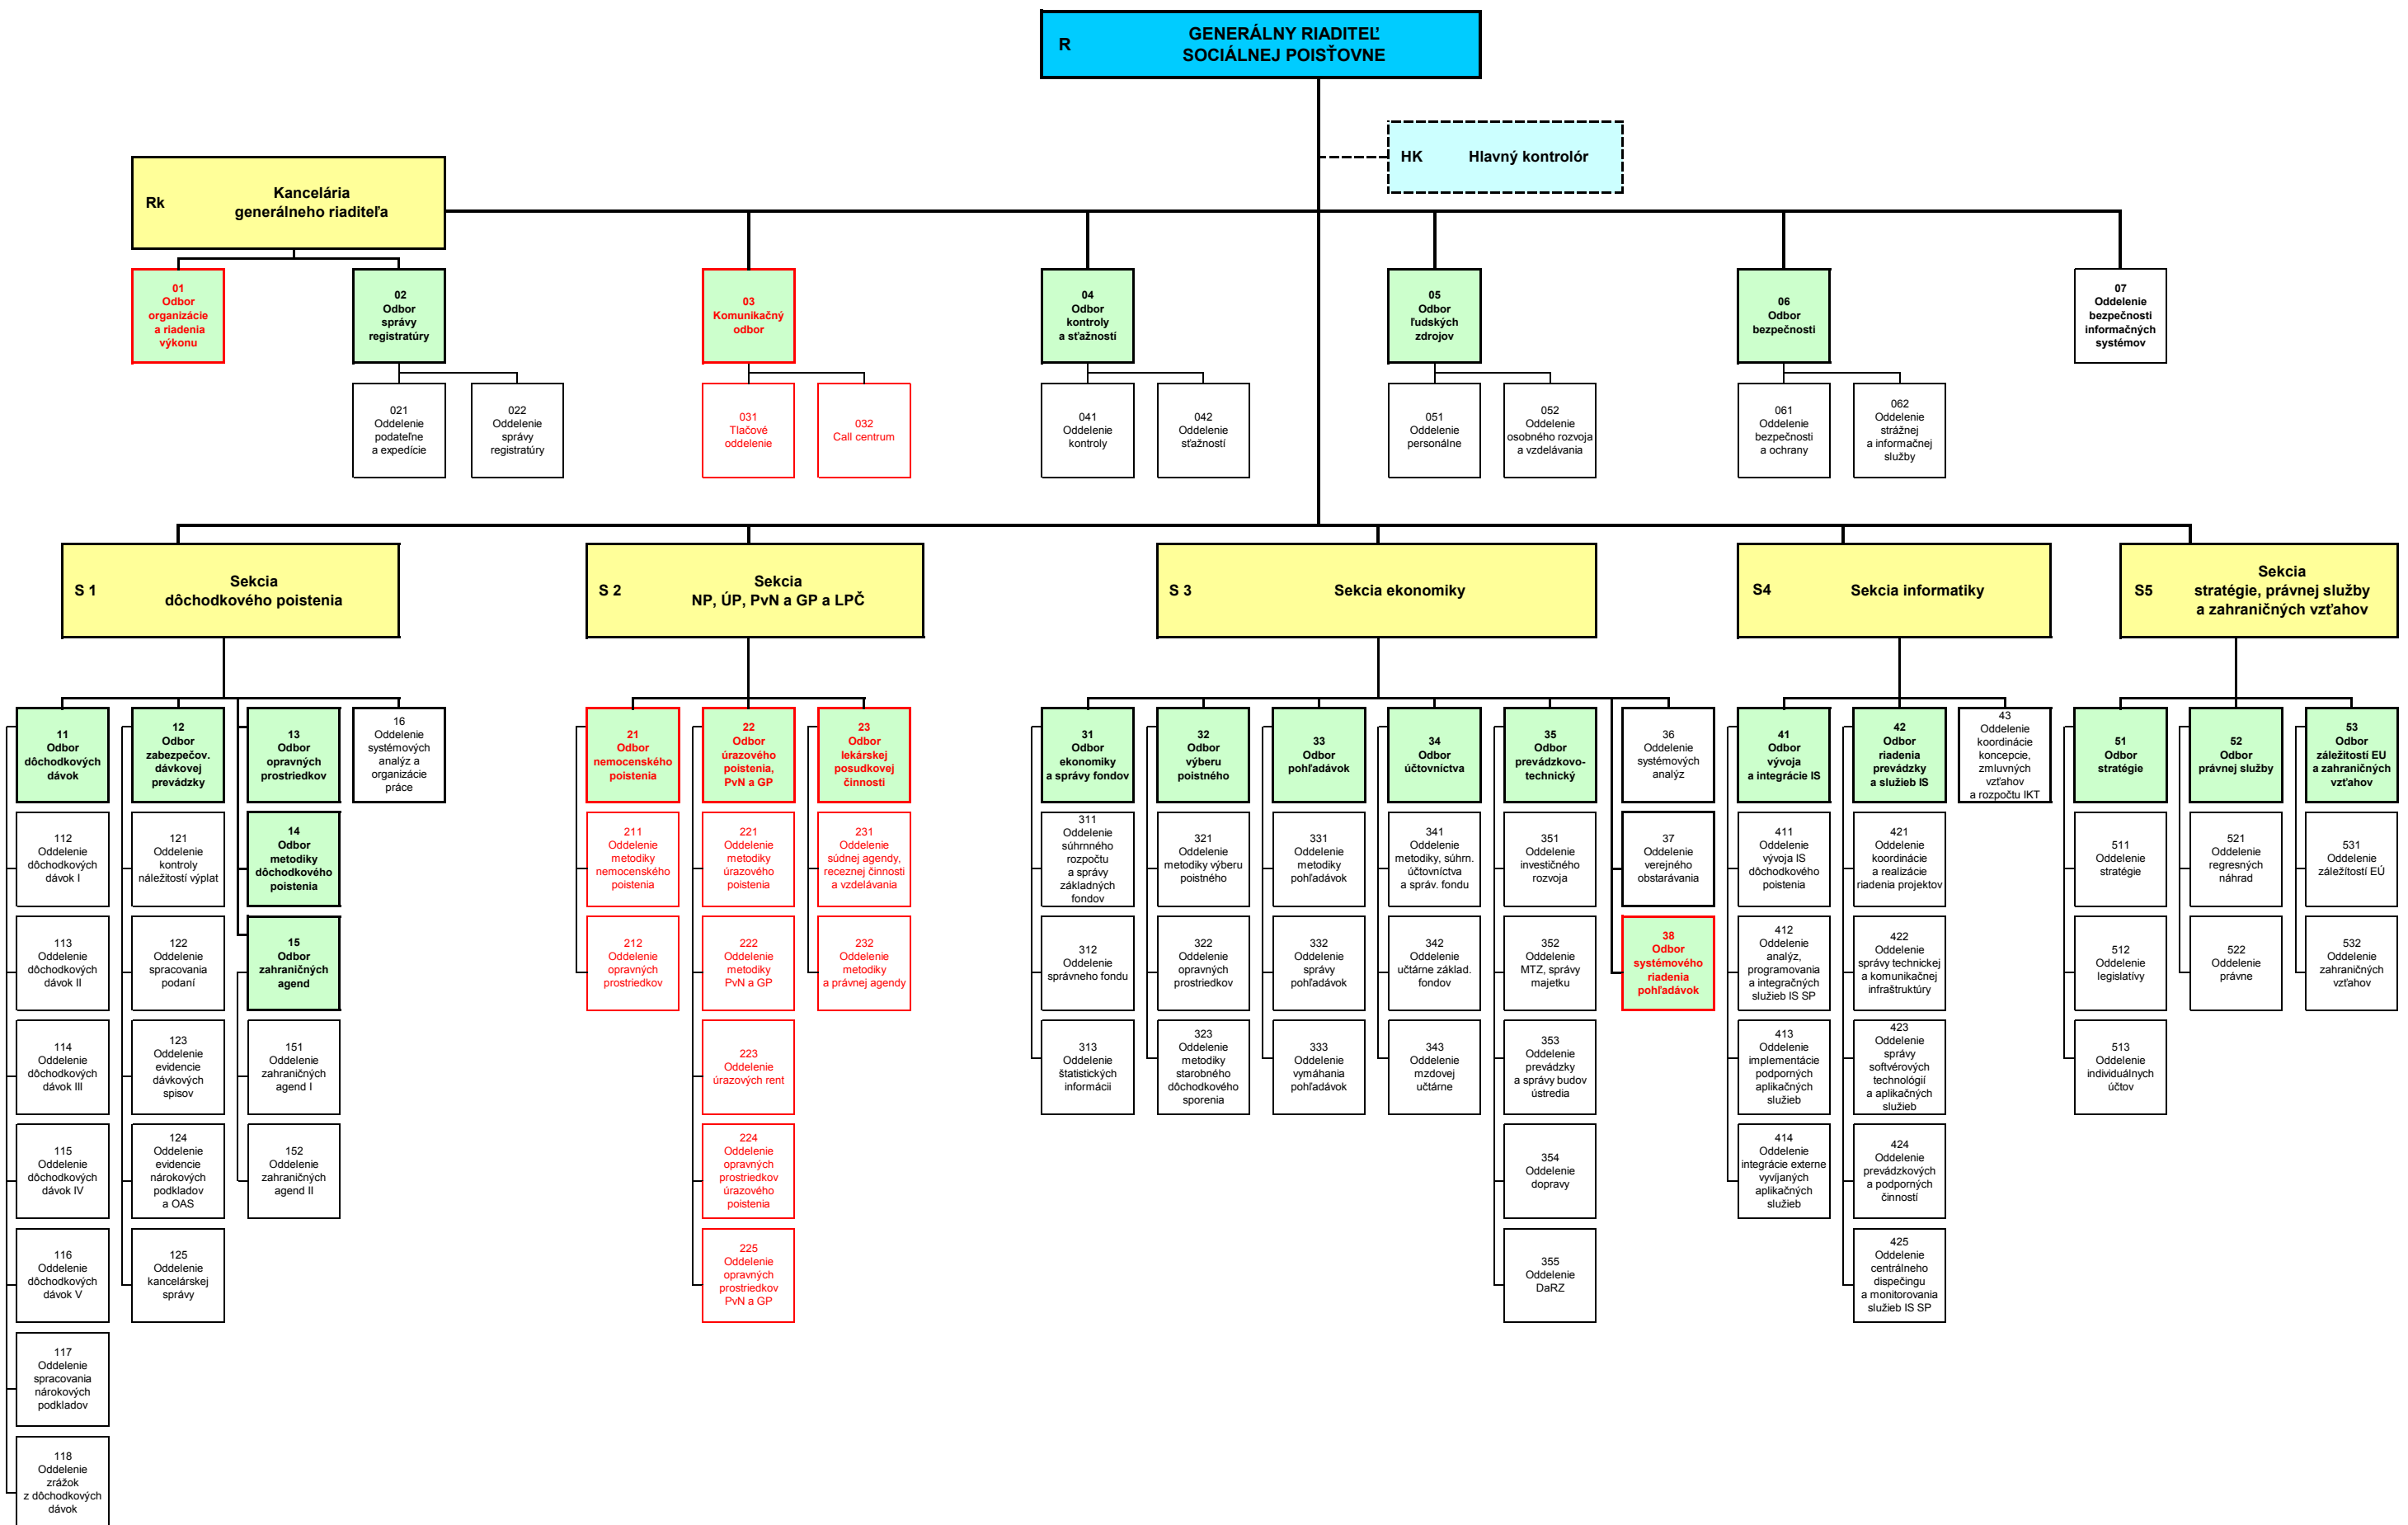 R
GENERÁLNY RIADITEĽ
SOCIÁLNEJ POISŤOVNE
HK
Hlavný kontrolór
Rk
Kancelária
generálneho riaditeľa
01
Odbor
organizácie
a riadenia
výkonu
02
Odbor
správy
registratúry
03
Komunikačný
odbor
04
Odbor
kontroly
a sťažností
05
Odbor
ľudských
zdrojov
06
Odbor
bezpečnosti
07
Oddelenie
bezpečnosti
informačných
systémov
021
Oddelenie
podateľne
a expedície
022
Oddelenie
správy
registratúry
031
Tlačové
oddelenie
032
Call centrum
041
Oddelenie
kontroly
042
Oddelenie
sťažností
051
Oddelenie
personálne
052
Oddelenie
osobného rozvoja
a vzdelávania
061
Oddelenie
bezpečnosti
a ochrany
062
Oddelenie
strážnej
a informačnej
služby
S 1
Sekcia
dôchodkového poistenia
S 2
Sekcia
NP, ÚP, PvN a GP a LPČ
S 3
Sekcia ekonomiky
S4
Sekcia informatiky
S5
Sekcia
stratégie, právnej služby
a zahraničných vzťahov
11
Odbor
dôchodkových
dávok
112
Oddelenie
dôchodkových
dávok I
113
Oddelenie
dôchodkových
dávok II
114
Oddelenie
dôchodkových
dávok III
115
Oddelenie
dôchodkových
dávok IV
116
Oddelenie
dôchodkových
dávok V
117
Oddelenie
spracovania
nárokových
podkladov
118
Oddelenie
zrážok
z dôchodkových
dávok
12
Odbor
zabezpečov.
dávkovej
prevádzky
121
Oddelenie
kontroly
náležitostí výplat
122
Oddelenie
spracovania
podaní
123
Oddelenie
evidencie
dávkových
spisov
124
Oddelenie
evidencie
nárokových
podkladov
a OAS
125
Oddelenie
kancelárskej
správy
13
Odbor
opravných
prostriedkov
14
Odbor
metodiky
dôchodkového
poistenia
15
Odbor
zahraničných
agend
151
Oddelenie
zahraničných
agend I
152
Oddelenie
zahraničných
agend II
16
Oddelenie
systémových
analýz a
organizácie
práce
21
Odbor
nemocenského
poistenia
211
Oddelenie
metodiky
nemocenského
poistenia
212
Oddelenie
opravných
prostriedkov
22
Odbor
úrazového
poistenia,
PvN a GP
221
Oddelenie
metodiky
úrazového
poistenia
222
Oddelenie
metodiky
PvN a GP
223
Oddelenie
úrazových rent
224
Oddelenie
opravných
prostriedkov
úrazového
poistenia
225
Oddelenie
opravných
prostriedkov
PvN a GP
23
Odbor
lekárskej
posudkovej
činnosti
231
Oddelenie
súdnej agendy,
receznej činnosti
a vzdelávania
232
Oddelenie
metodiky
a právnej agendy
31
Odbor
ekonomiky
a správy fondov
311
Oddelenie
súhrnného
rozpočtu
a správy
základných
fondov
312
Oddelenie
správneho fondu
313
Oddelenie
štatistických
informácii
32
Odbor
výberu
poistného
321
Oddelenie
metodiky výberu
poistného
322
Oddelenie
opravných
prostriedkov
323
Oddelenie
metodiky
starobného
dôchodkového
sporenia
33
Odbor
pohľadávok
331
Oddelenie
metodiky
pohľadávok
332
Oddelenie
správy
pohľadávok
333
Oddelenie
vymáhania
pohľadávok
34
Odbor
účtovníctva
341
Oddelenie
metodiky, súhrn.
účtovníctva
a správ. fondu
342
Oddelenie
učtárne základ.
fondov
343
Oddelenie
mzdovej
učtárne
35
Odbor
prevádzkovo-
technický
351
Oddelenie
investičného
rozvoja
352
Oddelenie
MTZ, správy
majetku
353
Oddelenie
prevádzky
a správy budov
ústredia
354
Oddelenie
dopravy
355
Oddelenie
DaRZ
36
Oddelenie
systémových
analýz
37
Oddelenie
verejného
obstarávania
38
Odbor
systémového
riadenia
pohľadávok
41
Odbor
vývoja
a integrácie IS
411
Oddelenie
vývoja IS
dôchodkového
poistenia
412
Oddelenie
analýz,
programovania
a integračných
služieb IS SP
413
Oddelenie
implementácie
podporných
aplikačných
služieb
414
Oddelenie
integrácie externe
vyvíjaných
aplikačných
služieb
42
Odbor
riadenia
prevádzky
a služieb IS
421
Oddelenie
koordinácie
a realizácie
riadenia projektov
422
Oddelenie
správy technickej
a komunikačnej
infraštruktúry
423
Oddelenie
správy
softvérových
technológií
a aplikačných
služieb
424
Oddelenie
prevádzkových
a podporných
činností
425
Oddelenie
centrálneho
dispečingu
a monitorovania
služieb IS SP
43
Oddelenie
koordinácie
koncepcie,
zmluvných
vzťahov
a rozpočtu IKT
51
Odbor
stratégie
511
Oddelenie
stratégie
512
Oddelenie
legislatívy
513
Oddelenie
individuálnych
účtov
52
Odbor
právnej služby
521
Oddelenie
regresných
náhrad
522
Oddelenie
právne
53
Odbor
záležitostí EU
a zahraničných
vzťahov
531
Oddelenie
záležítostí EÚ
532
Oddelenie
zahraničných
vzťahov